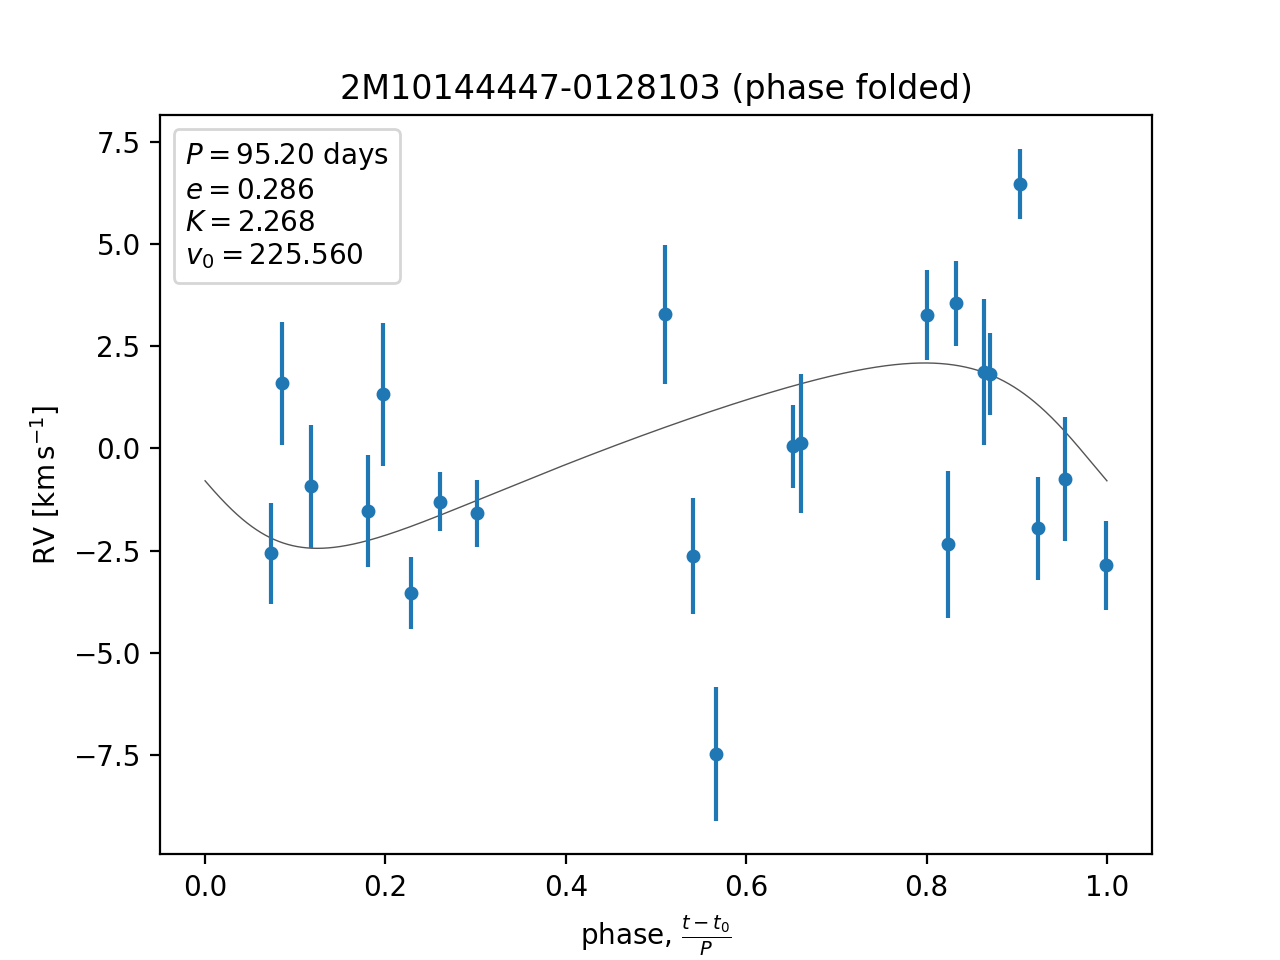 2M10144447-0128103 (phase folded)
P = 95.20 days
e = 0.286
K = 2.268
v₀ = 225.560
7.5
5.0
2.5
0.0
−2.5
−5.0
−7.5
RV [km s⁻¹]
0.0 0.2 0.4 0.6 0.8 1.0
phase, (t − t₀)/P